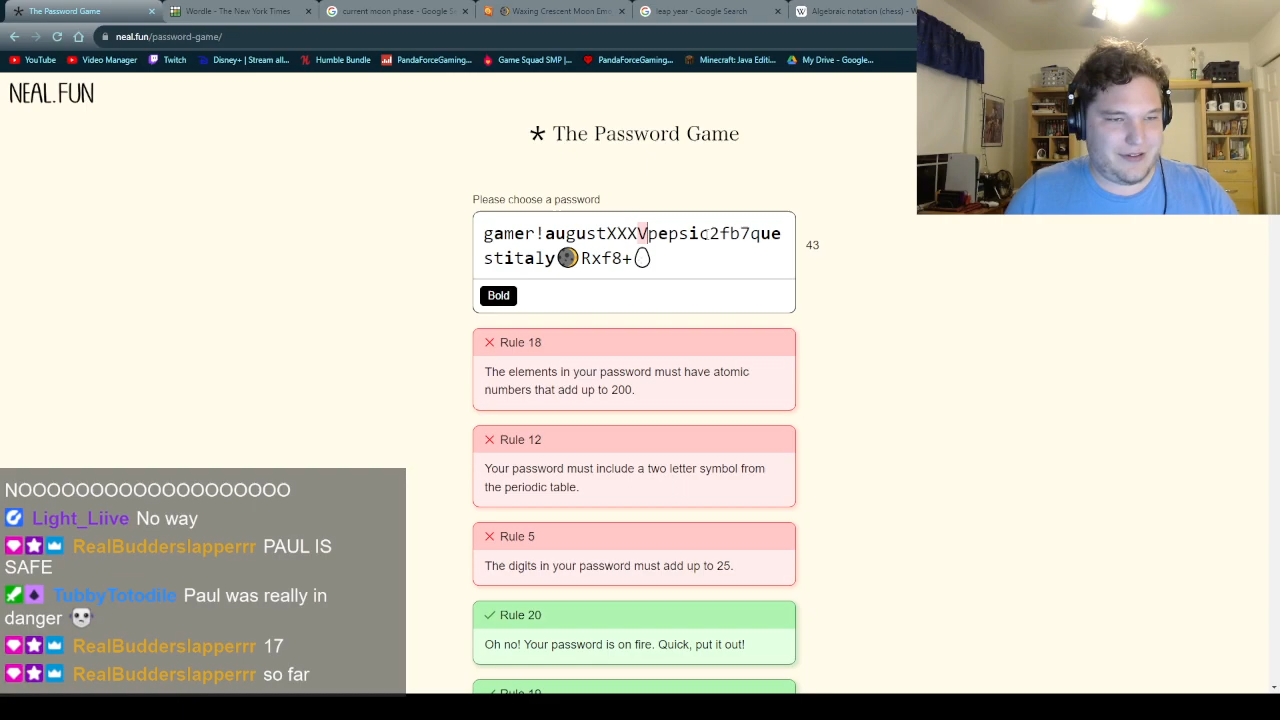 The Password Game
Wordle - The New York Times
current moon phase - Google S
Waxing Crescent Moon Em
leap year - Google Search
Algebraic notation (chess) - W
neal.fun/password-game/
YouTube
Video Manager
Twitch
Disney+ | Stream all...
Humble Bundle
PandaForceGaming...
Game Squad SMP |...
PandaForceGaming...
Minecraft: Java Editi...
My Drive - Google...
NEAL.FUN
* The Password Game
Please choose a password
gamer!augustXXXVpepsic2fb7que
stitaly🌘Rxf8+🥚
43
Bold
Rule 18
The elements in your password must have atomic
numbers that add up to 200.
Rule 12
Your password must include a two letter symbol from
the periodic table.
Rule 5
The digits in your password must add up to 25.
Rule 20
Oh no! Your password is on fire. Quick, put it out!
Rule 19
NOOOOOOOOOOOOOOOOOOO
Light_Liive No way
RealBudderslapperrr PAUL IS
SAFE
TubbyTotodile Paul was really in
danger
RealBudderslapperrr 17
RealBudderslapperrr so far